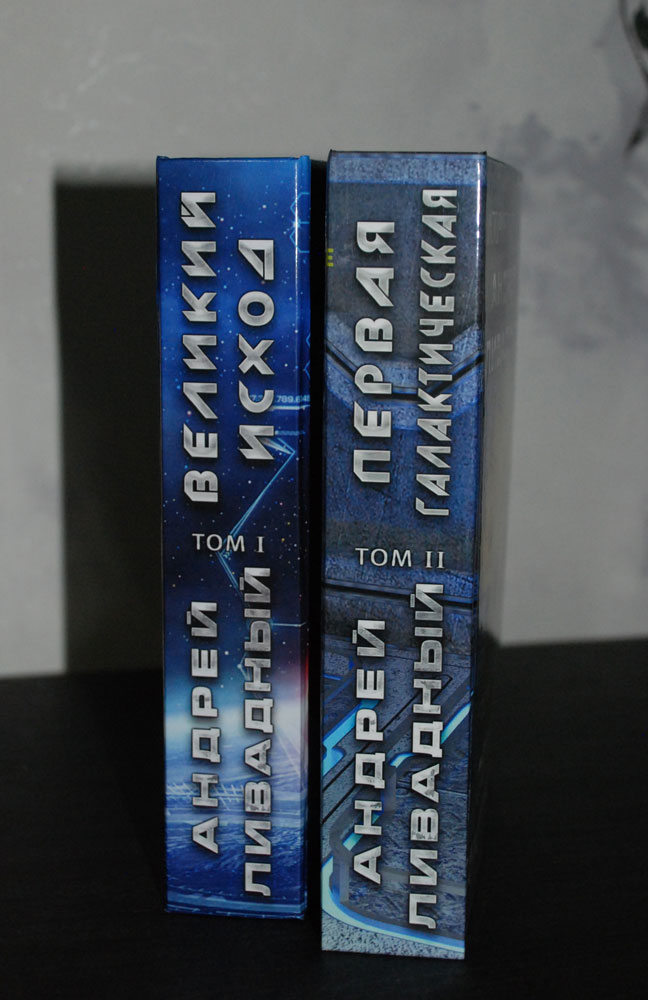 АНДРЕЙ
ЛИВАДНЫЙ
ТОМ I
ВЕЛИКИЙ
ИСХОД
АНДРЕЙ
ЛИВАДНЫЙ
ТОМ II
ПЕРВАЯ
ГАЛАКТИЧЕСКАЯ